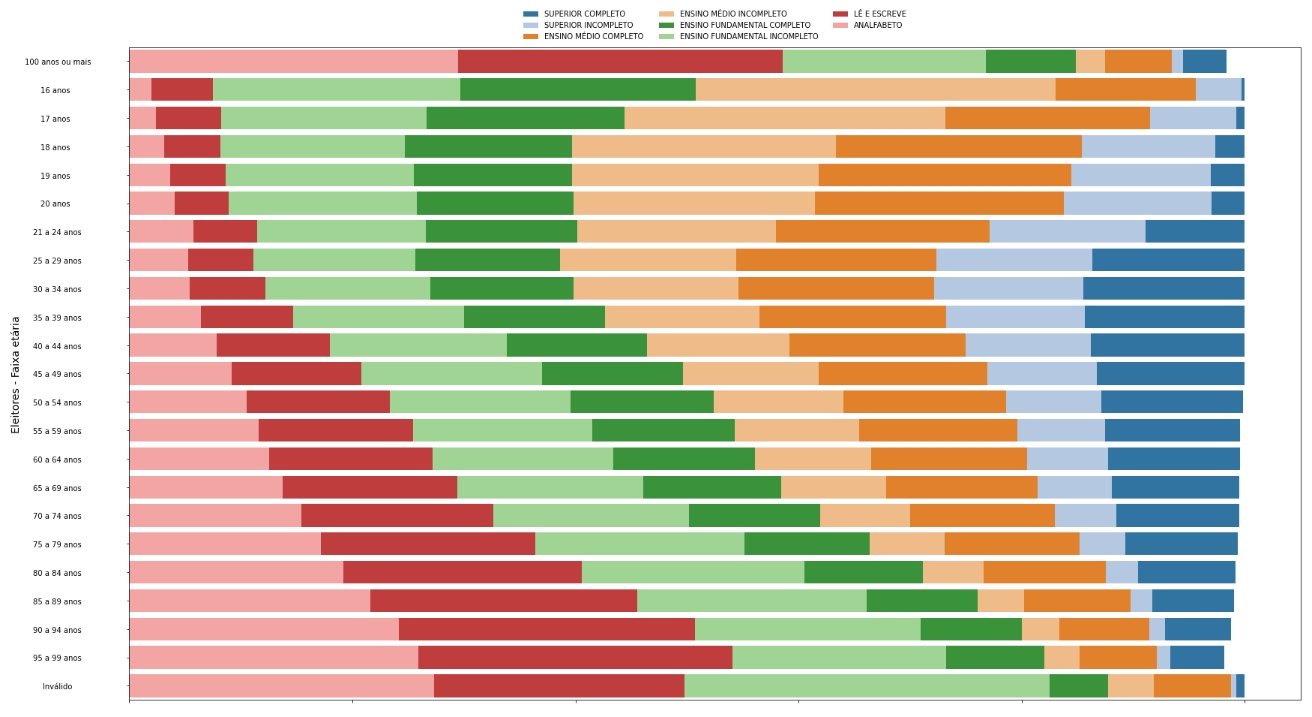 SUPERIOR COMPLETO
SUPERIOR INCOMPLETO
ENSINO MÉDIO COMPLETO
ENSINO MÉDIO INCOMPLETO
ENSINO FUNDAMENTAL COMPLETO
ENSINO FUNDAMENTAL INCOMPLETO
LÊ E ESCREVE
ANALFABETO
Eleitores - Faixa etária
100 anos ou mais
16 anos
17 anos
18 anos
19 anos
20 anos
21 a 24 anos
25 a 29 anos
30 a 34 anos
35 a 39 anos
40 a 44 anos
45 a 49 anos
50 a 54 anos
55 a 59 anos
60 a 64 anos
65 a 69 anos
70 a 74 anos
75 a 79 anos
80 a 84 anos
85 a 89 anos
90 a 94 anos
95 a 99 anos
Inválido